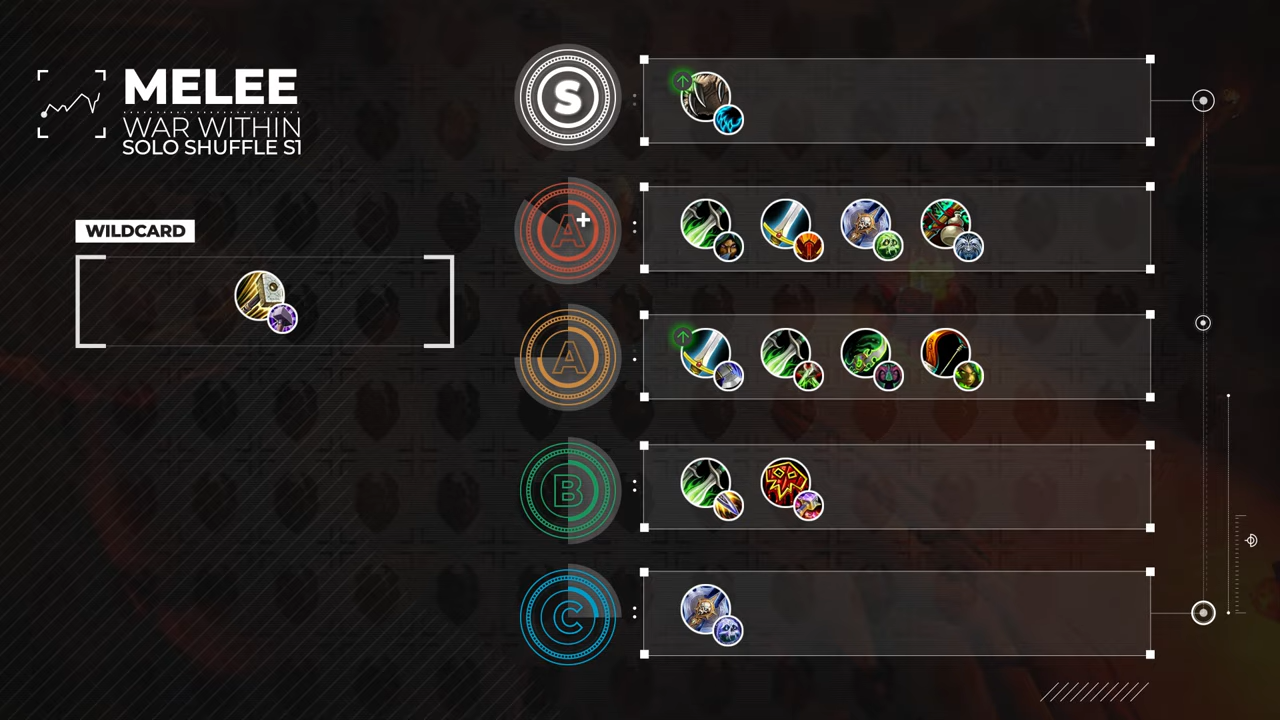 MELEE
WAR WITHIN
SOLO SHUFFLE S1
WILDCARD
S
A+
A
B
C